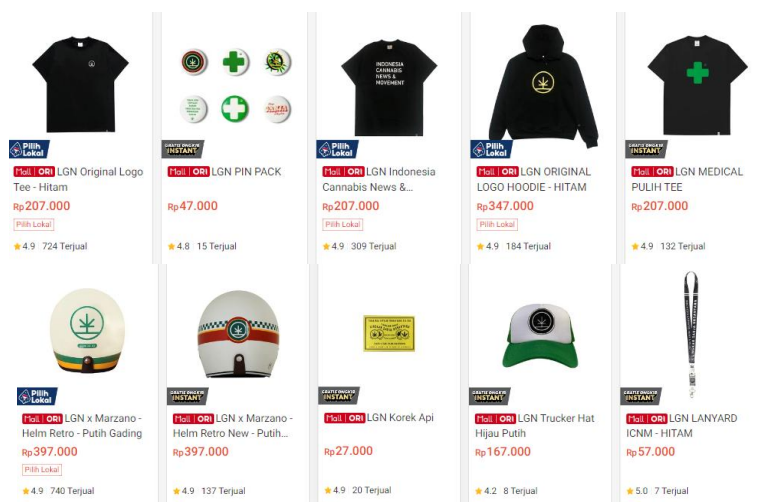 INDONESIA
CANNABIS
NEWS &
MOVEMENT
Pilih
Lokal
GRATIS ONGKIR
INSTANT
Pilih
Lokal
Pilih
Lokal
GRATIS ONGKIR
INSTANT
Mall | ORI LGN Original Logo
Tee - Hitam
Rp207.000
Pilih Lokal
4.9 724 Terjual
Mall | ORI LGN PIN PACK
Rp47.000
4.8 15 Terjual
Mall | ORI LGN Indonesia
Cannabis News &...
Rp207.000
Pilih Lokal
4.9 309 Terjual
Mall | ORI LGN ORIGINAL
LOGO HOODIE - HITAM
Rp347.000
Pilih Lokal
4.9 184 Terjual
Mall | ORI LGN MEDICAL
PULIH TEE
Rp207.000
4.9 132 Terjual
Pilih
Lokal
GRATIS ONGKIR
INSTANT
GRATIS ONGKIR
INSTANT
GRATIS ONGKIR
INSTANT
GRATIS ONGKIR
INSTANT
Mall | ORI LGN x Marzano -
Helm Retro - Putih Gading
Rp397.000
Pilih Lokal
4.9 740 Terjual
Mall | ORI LGN x Marzano -
Helm Retro New - Putih...
Rp397.000
4.9 137 Terjual
Mall | ORI LGN Korek Api
Rp27.000
4.9 20 Terjual
Mall | ORI LGN Trucker Hat
Hijau Putih
Rp167.000
4.2 8 Terjual
Mall | ORI LGN LANYARD
ICNM - HITAM
Rp57.000
5.0 7 Terjual